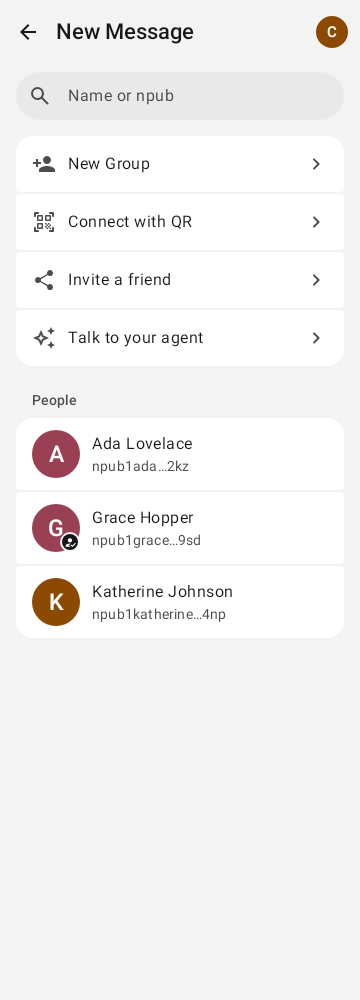 New Message
C
Name or npub
New Group
Connect with QR
Invite a friend
Talk to your agent
People
A
Ada Lovelace
npub1ada…2kz
G
Grace Hopper
npub1grace…9sd
K
Katherine Johnson
npub1katherine…4np